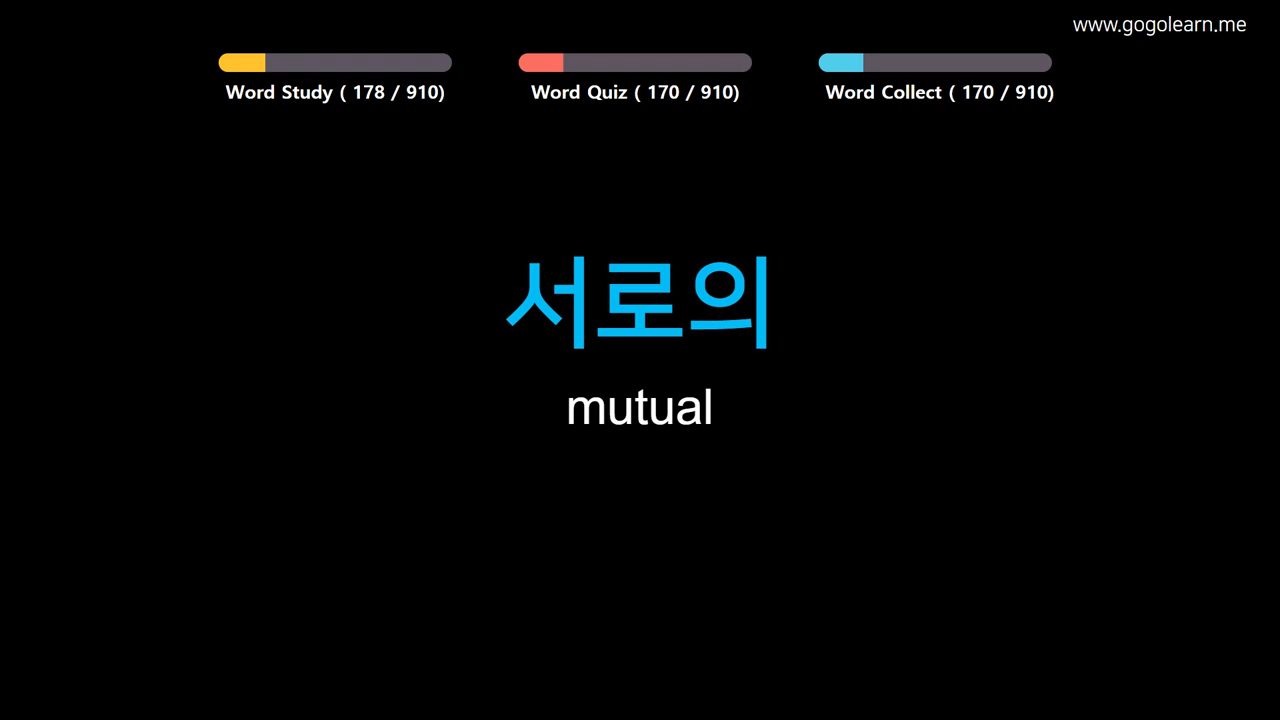 www.gogolearn.me
Word Study ( 178 / 910)
Word Quiz ( 170 / 910)
Word Collect ( 170 / 910)
서로의
mutual